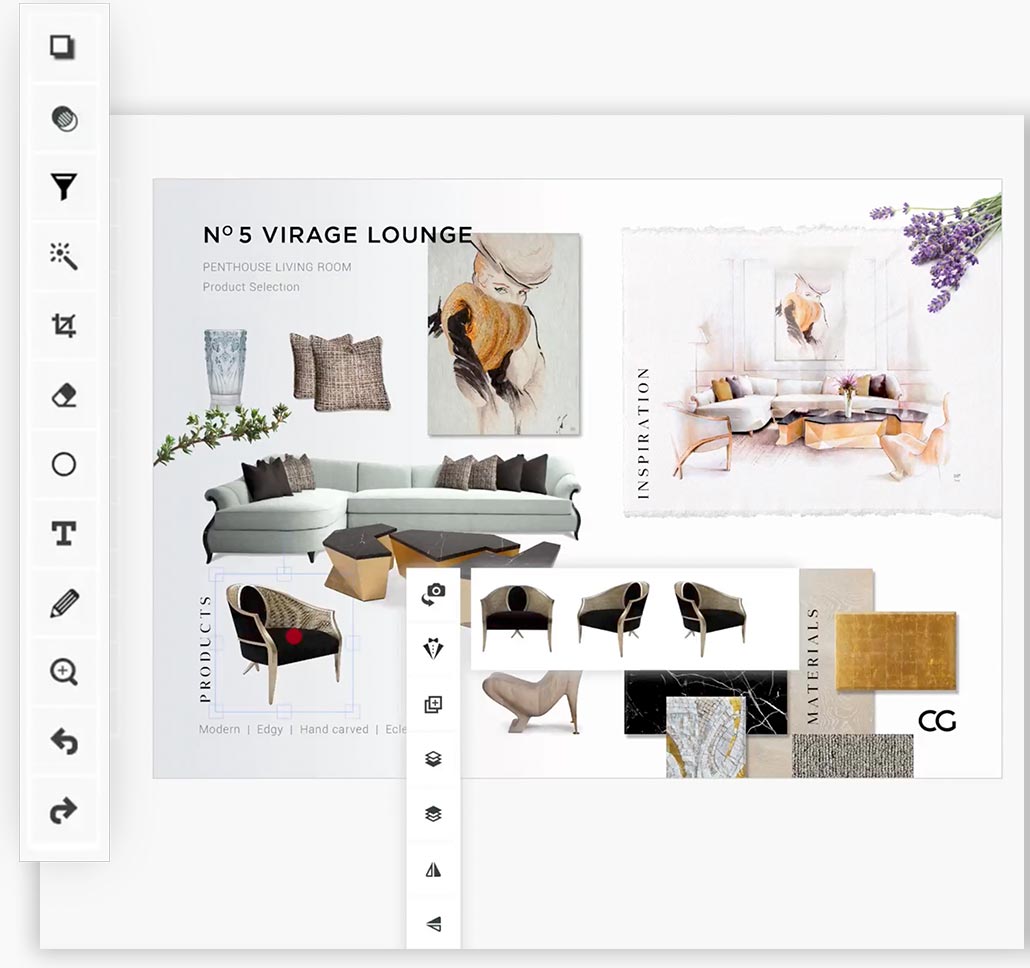 Nº 5 VIRAGE LOUNGE
PENTHOUSE LIVING ROOM
Product Selection
INSPIRATION
PRODUCTS
Modern | Edgy | Hand carved | Ecle
MATERIALS
CG
T